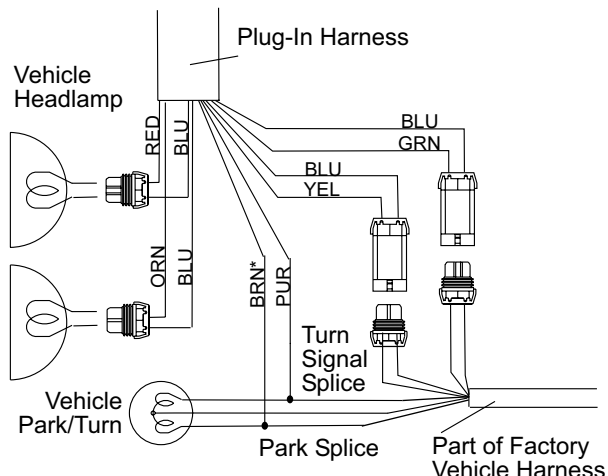 Plug-In Harness
Vehicle
Headlamp
RED
BLU
BLU
GRN
BLU
YEL
ORN
BLU
BRN*
PUR
Turn
Signal
Splice
Vehicle
Park/Turn
Park Splice
Part of Factory
Vehicle Harness